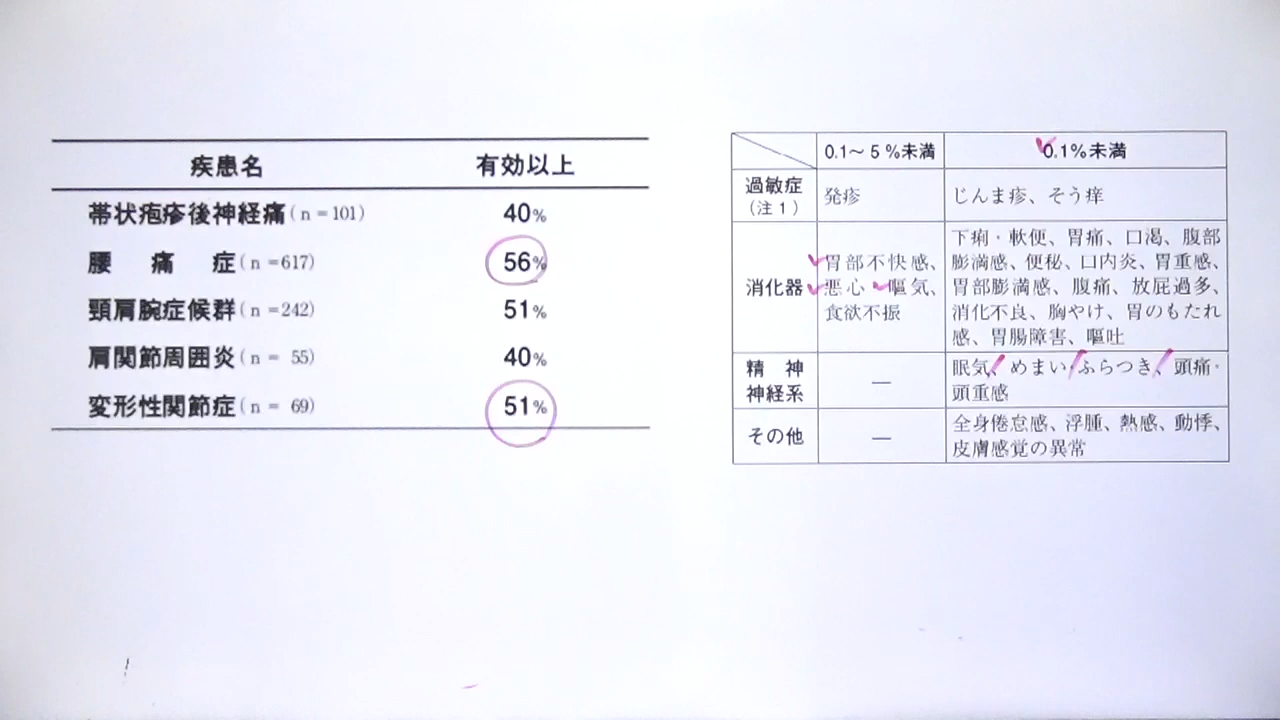 疾患名 有効以上
帯状疱疹後神経痛(n=101) 40%
腰痛症(n=617) 56%
頸肩腕症候群(n=242) 51%
肩関節周囲炎(n= 55) 40%
変形性関節症(n= 69) 51%
0.1～5%未満 0.1%未満
過敏症
(注1)
発疹
じんま疹、そう痒
消化器
胃部不快感、
悪心・嘔気、
食欲不振
下痢・軟便、胃痛、口渇、腹部
膨満感、便秘、口内炎、胃重感、
胃部膨満感、腹痛、放屁過多、
消化不良、胸やけ、胃のもたれ
感、胃腸障害、嘔吐
精神
神経系
—
眠気、めまい・ふらつき、頭痛・
頭重感
その他
—
全身倦怠感、浮腫、熱感、動悸、
皮膚感覚の異常